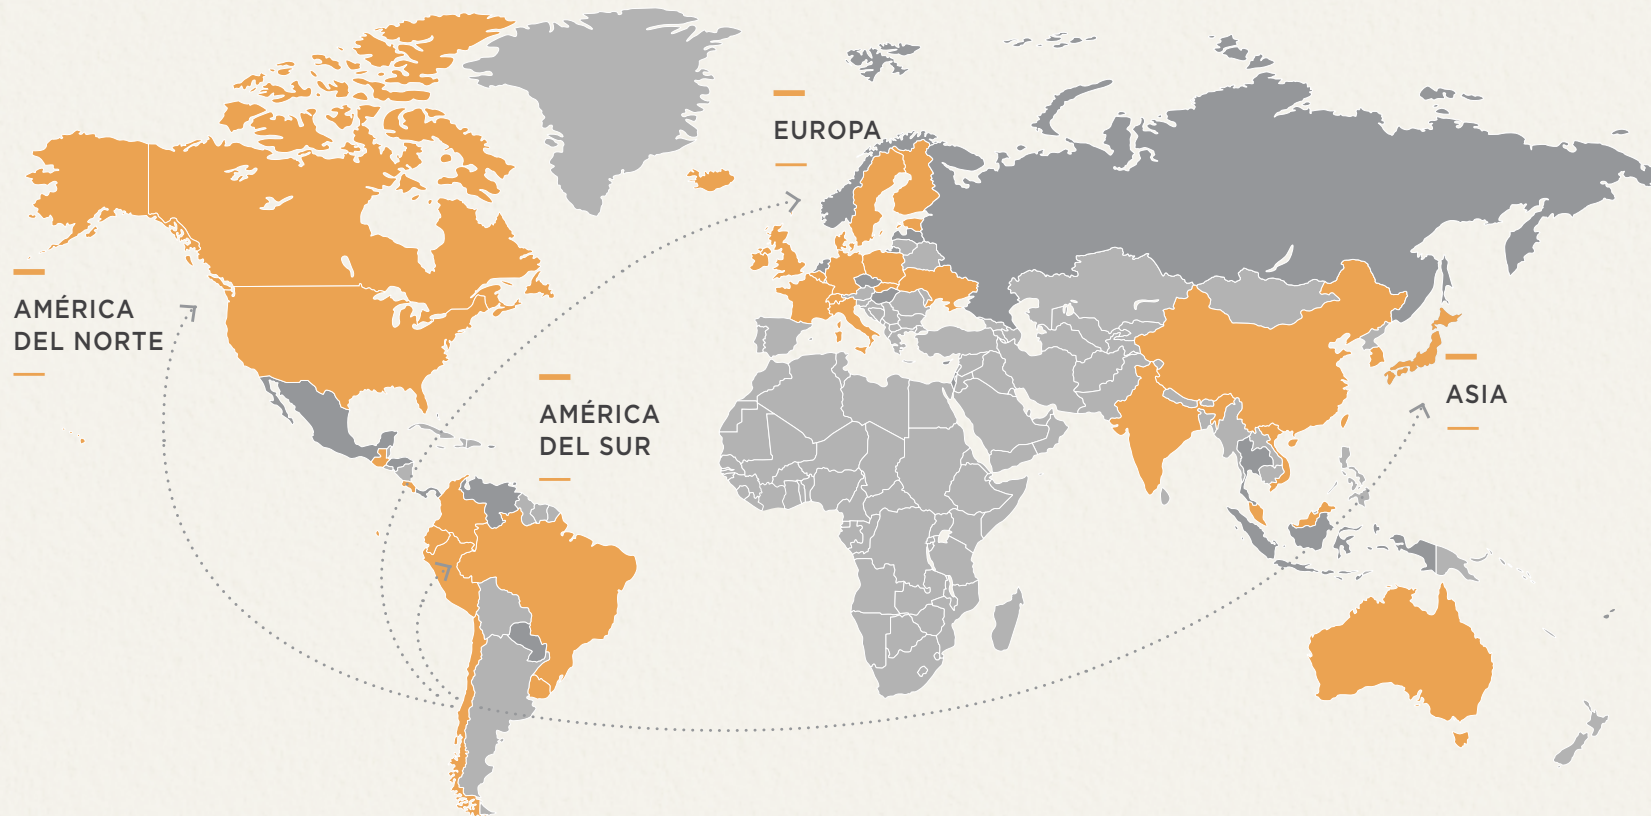 EUROPA
AMÉRICA
DEL NORTE
AMÉRICA
DEL SUR
ASIA